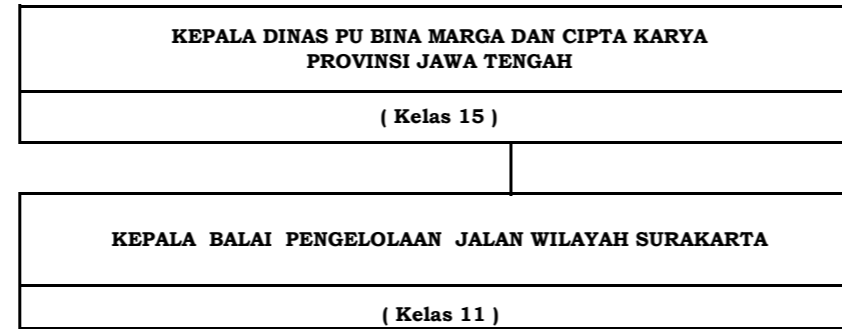 KEPALA DINAS PU BINA MARGA DAN CIPTA KARYA
PROVINSI JAWA TENGAH
( Kelas 15 )
KEPALA BALAI PENGELOLAAN JALAN WILAYAH SURAKARTA
( Kelas 11 )